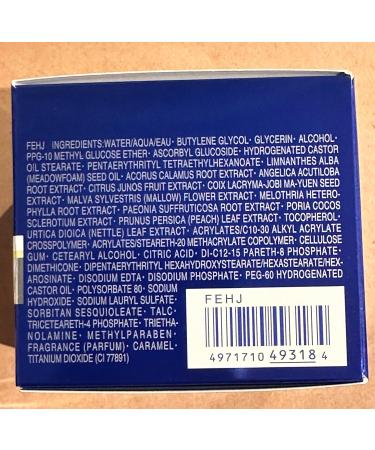 FEHJ INGREDIENTS:WATER/AQUA/EAU· BUTYLENE GLYCOL· GLYCERIN· ALCOHOL·
PPG-10 METHYL GLUCOSE ETHER· ASCORBYL GLUCOSIDE· HYDROGENATED CASTOR
OIL STEARATE· PENTAERYTHRITYL TETRAETHYLHEXANOATE· LIMNANTHES ALBA
(MEADOWFOAM) SEED OIL· ACORUS CALAMUS ROOT EXTRACT· ANGELICA ACUTILOBA
ROOT EXTRACT· CITRUS JUNOS FRUIT EXTRACT· COIX LACRYMA-JOBI MA-YUEN SEED
EXTRACT· MALVA SYLVESTRIS (MALLOW) FLOWER EXTRACT· MELOTHRIA HETERO-
PHYLLA ROOT EXTRACT· PAEONIA SUFFRUTICOSA ROOT EXTRACT· PORIA COCOS
SCLEROTIUM EXTRACT· PRUNUS PERSICA (PEACH) LEAF EXTRACT· TOCOPHEROL·
URTICA DIOICA (NETTLE) LEAF EXTRACT· ACRYLATES/C10-30 ALKYL ACRYLATE
CROSSPOLYMER· ACRYLATES/STEARETH-20 METHACRYLATE COPOLYMER· CELLULOSE
GUM· CETEARYL ALCOHOL· CITRIC ACID· DI-C12-15 PARETH-8 PHOSPHATE·
DIMETHICONE· DIPENTAERYTHRITYL HEXAHYDROXYSTEARATE/HEXASTEARATE/HEX-
AROSINATE· DISODIUM EDTA· DISODIUM PHOSPHATE· PEG-60 HYDROGENATED
CASTOR OIL· POLYSORBATE 80· SODIUM
HYDROXIDE· SODIUM LAURYL SULFATE·
SORBITAN SESQUIOLEATE· TALC·
TRICETEARETH-4 PHOSPHATE· TRIETHA-
NOLAMINE· METHYLPARABEN·
FRAGRANCE (PARFUM)· CARAMEL·
TITANIUM DIOXIDE (CI 77891)
FEHJ
4971710 493184